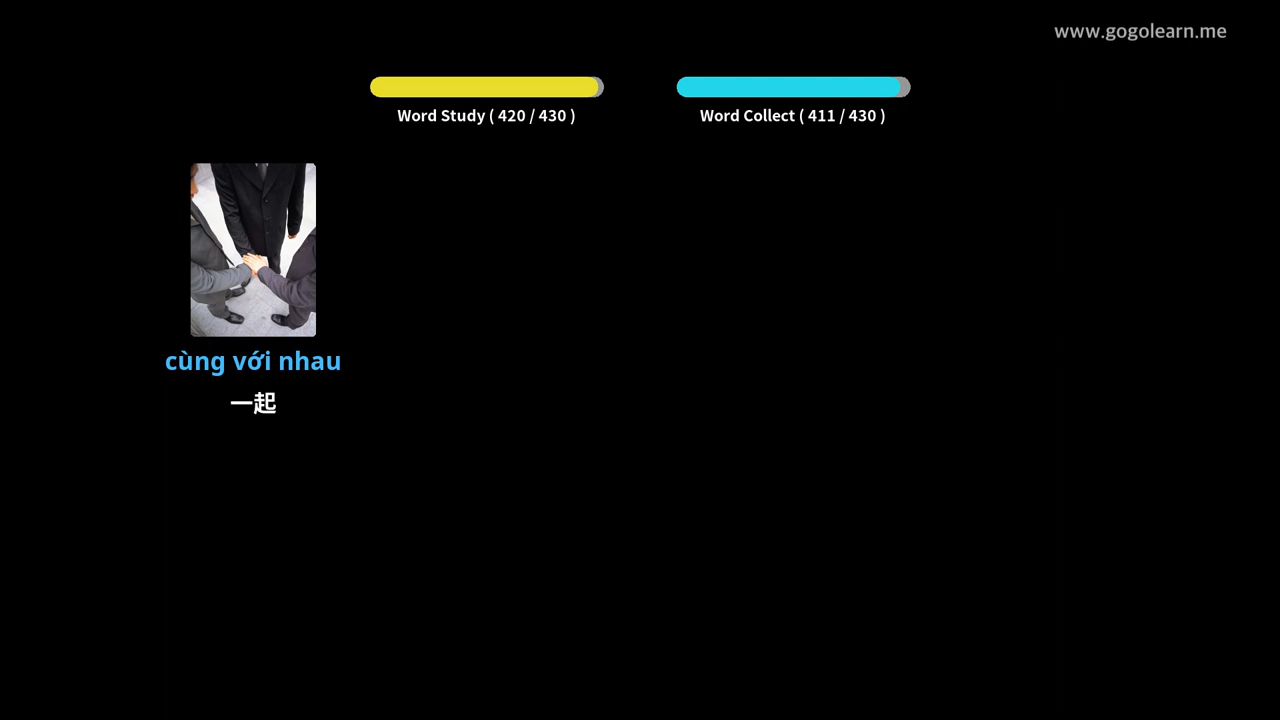 www.gogolearn.me
Word Study ( 420 / 430 )
Word Collect ( 411 / 430 )
cùng với nhau
一起